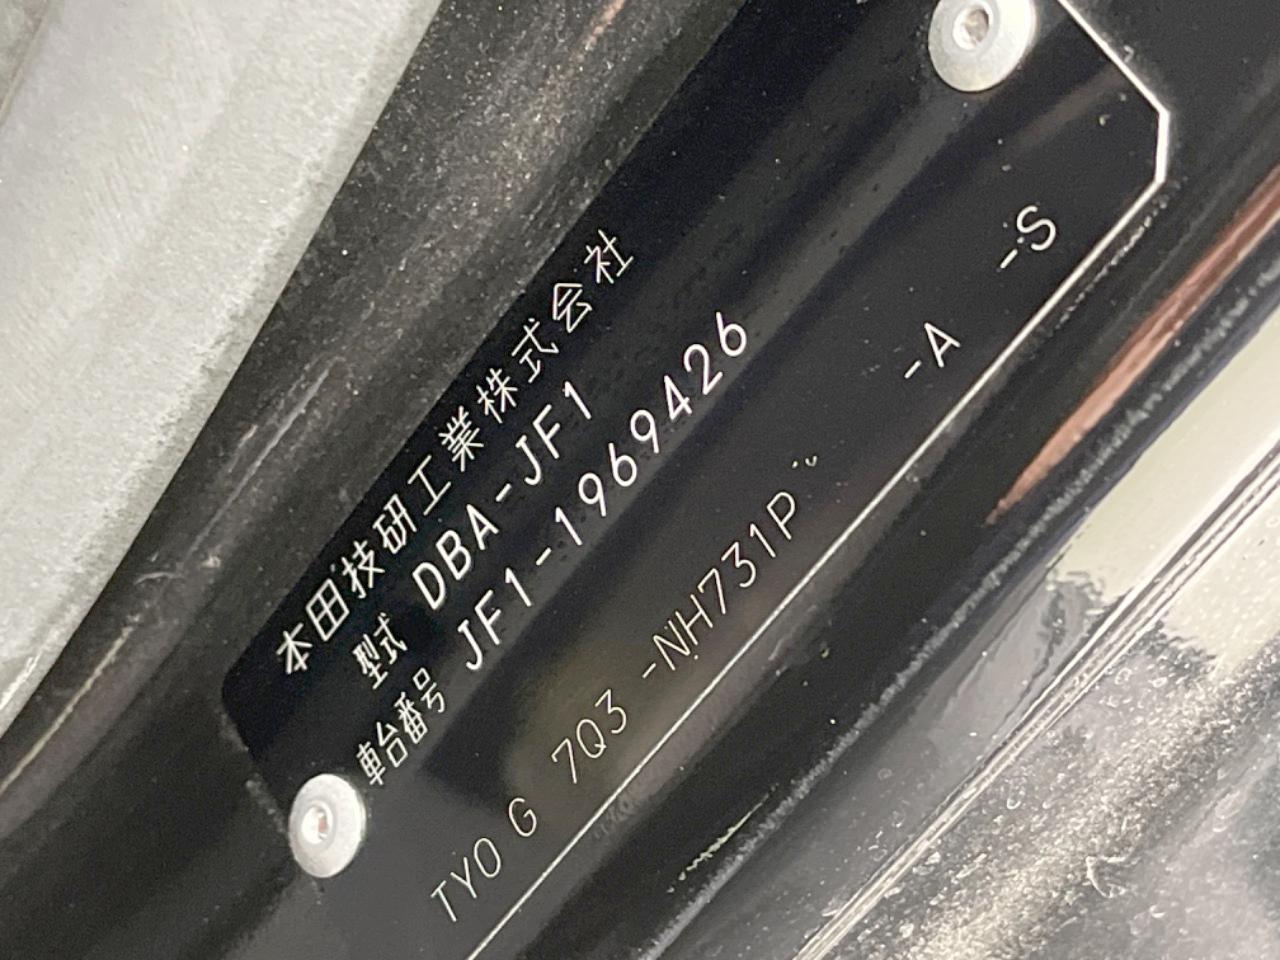 本田技研工業株式会社
型式 DBA-JF1
車台番号 JF1-1969426
TY0 G 7Q3 -NH731P -A -S